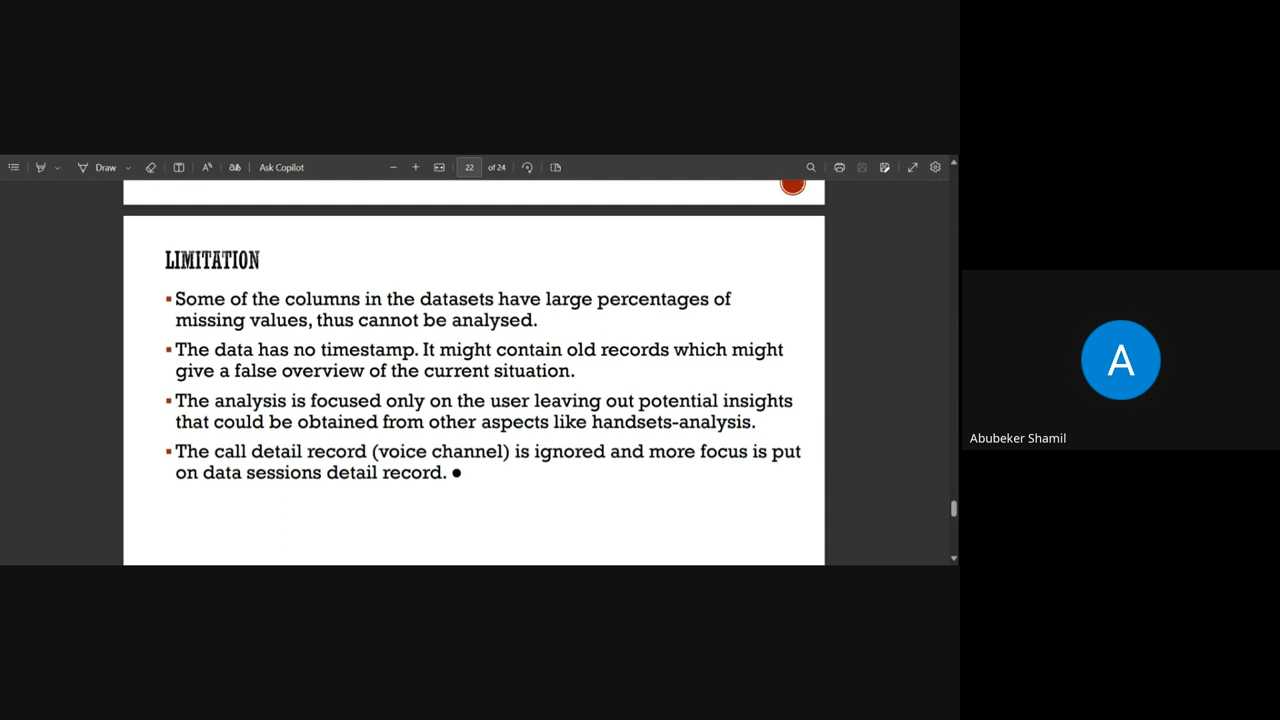 Draw
Ask Copilot
22 of 24
LIMITATION
▪Some of the columns in the datasets have large percentages of
missing values, thus cannot be analysed.
▪The data has no timestamp. It might contain old records which might
give a false overview of the current situation.
▪The analysis is focused only on the user leaving out potential insights
that could be obtained from other aspects like handsets-analysis.
▪The call detail record (voice channel) is ignored and more focus is put
on data sessions detail record. ●
A
Abubeker Shamil